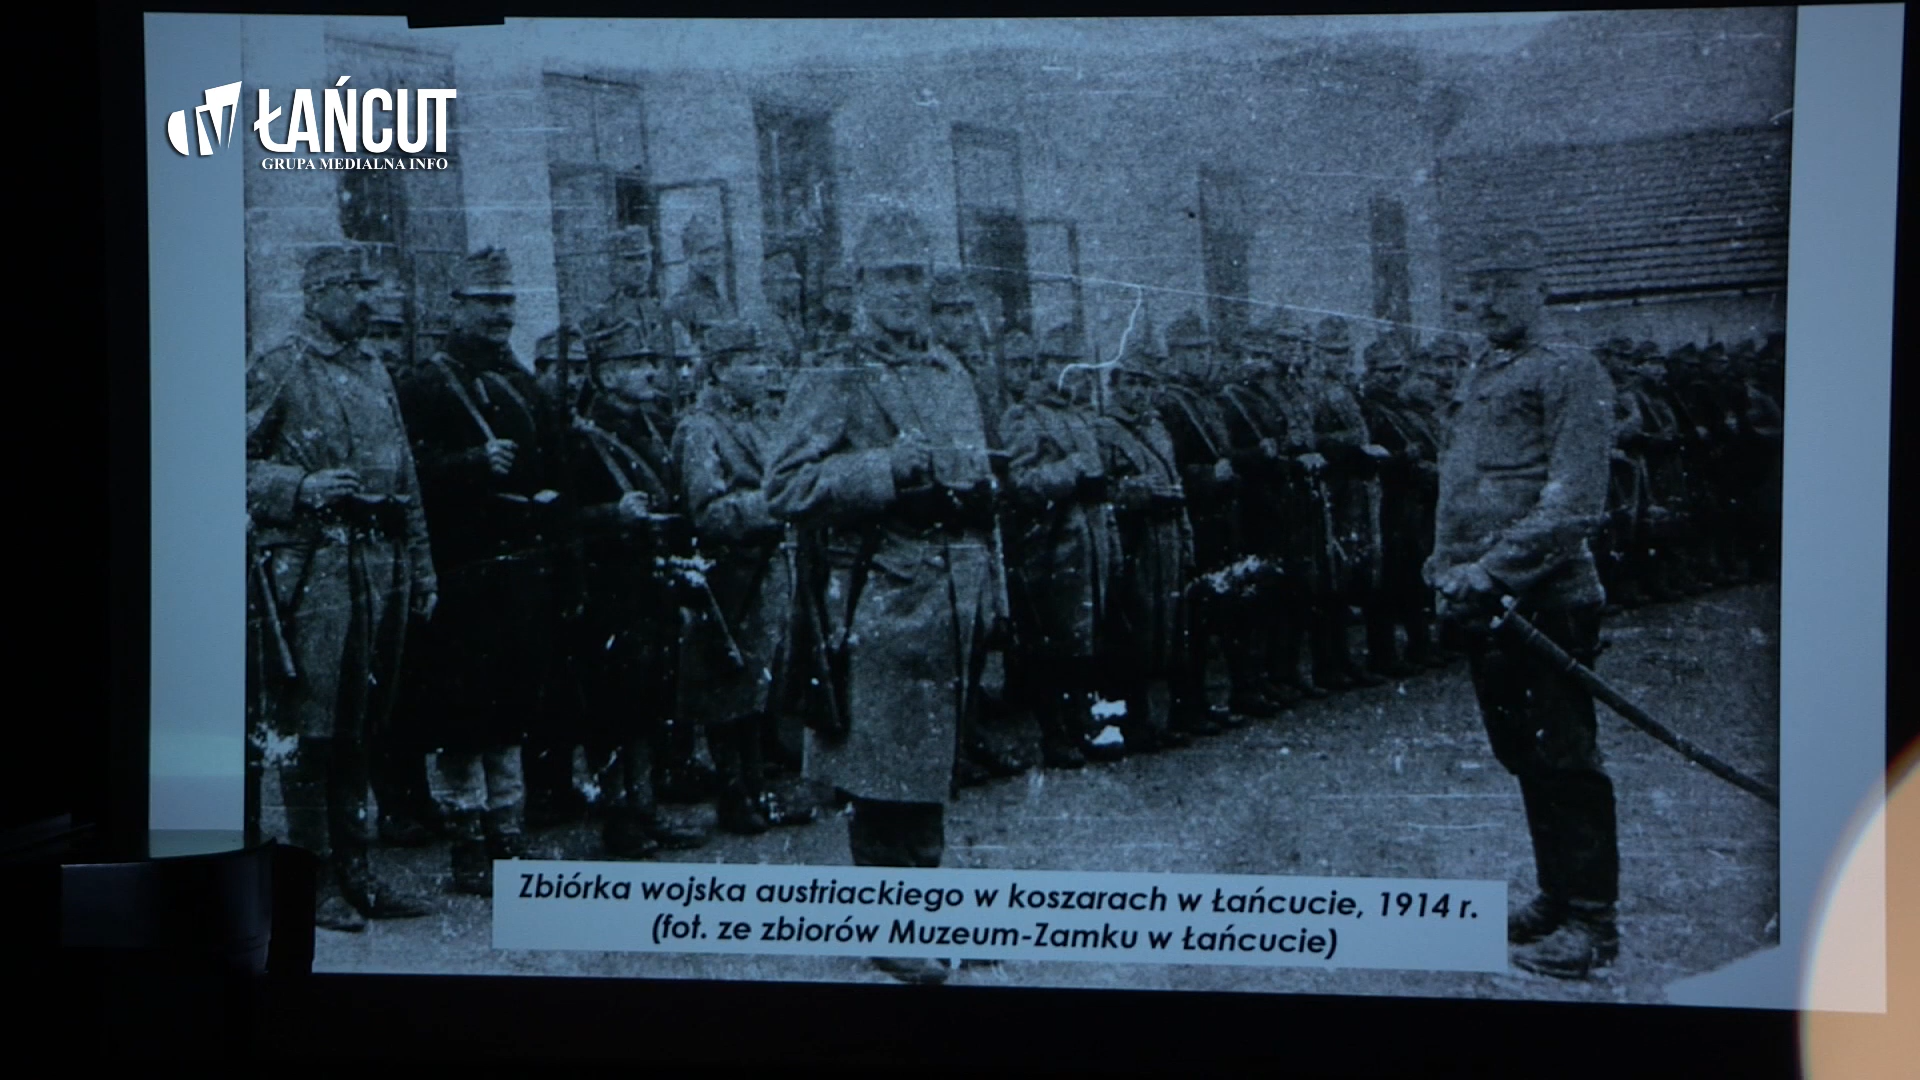 ŁAŃCUT
GRUPA MEDIALNA INFO
Zbiórka wojska austriackiego w koszarach w Łańcucie, 1914 r.
(fot. ze zbiorów Muzeum-Zamku w Łańcucie)